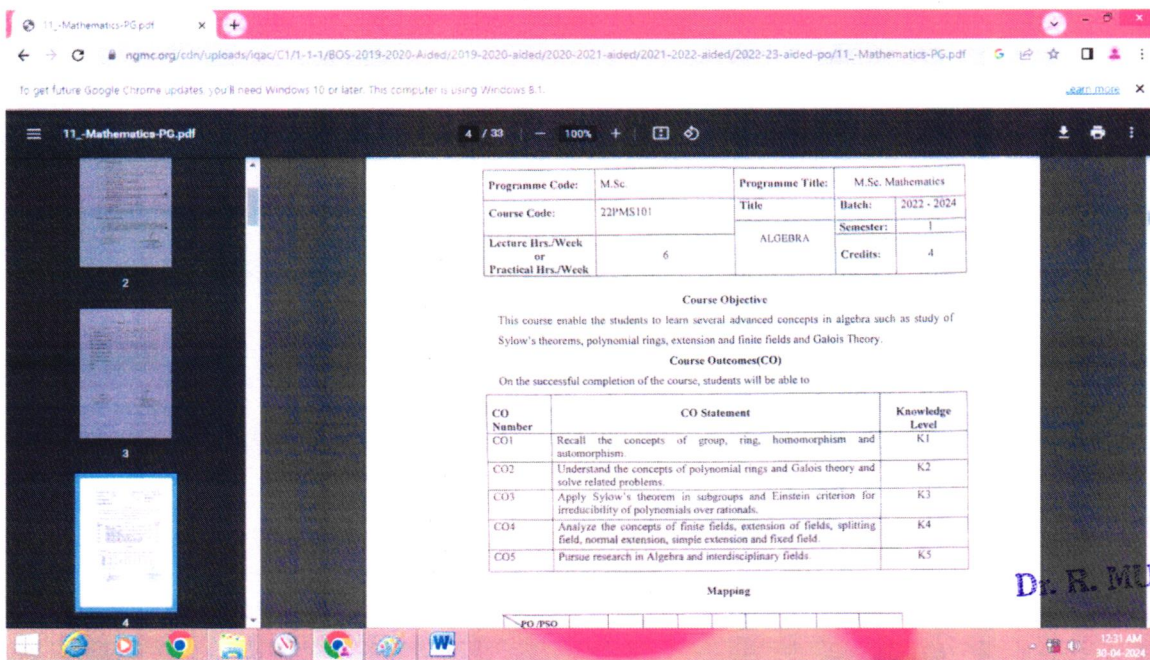 11_-Mathematics-PG.pdf
ngmc.org/cdn/uploads/iqac/C1/1-1-1/BOS-2019-2020-Aided/2019-2020-aided/2020-2021-aided/2021-2022-aided/2022-23-aided-po/11_-Mathematics-PG.pdf
To get future Google Chrome updates, you'll need Windows 10 or later. This computer is using Windows 8.1.
Learn more
11_-Mathematics-PG.pdf
4 / 33
100%
2
3
4
Programme Code: M.Sc. Programme Title: M.Sc. Mathematics
Course Code: 22PMS101 Title Batch: 2022 - 2024
ALGEBRA Semester: I
Lecture Hrs./Week
or
Practical Hrs./Week
6 Credits: 4
Course Objective
This course enable the students to learn several advanced concepts in algebra such as study of
Sylow's theorems, polynomial rings, extension and finite fields and Galois Theory.
Course Outcomes(CO)
On the successful completion of the course, students will be able to
CO
Number
CO Statement
Knowledge
Level
CO1 Recall the concepts of group, ring, homomorphism and K1
automorphism.
CO2 Understand the concepts of polynomial rings and Galois theory and K2
solve related problems.
CO3 Apply Sylow's theorem in subgroups and Einstein criterion for K3
irreducibility of polynomials over rationals.
CO4 Analyze the concepts of finite fields, extension of fields, splitting K4
field, normal extension, simple extension and fixed field.
CO5 Pursue research in Algebra and interdisciplinary fields. K5
Mapping
PO /PSO
Dr. R. MU
12:31 AM
30-04-2024